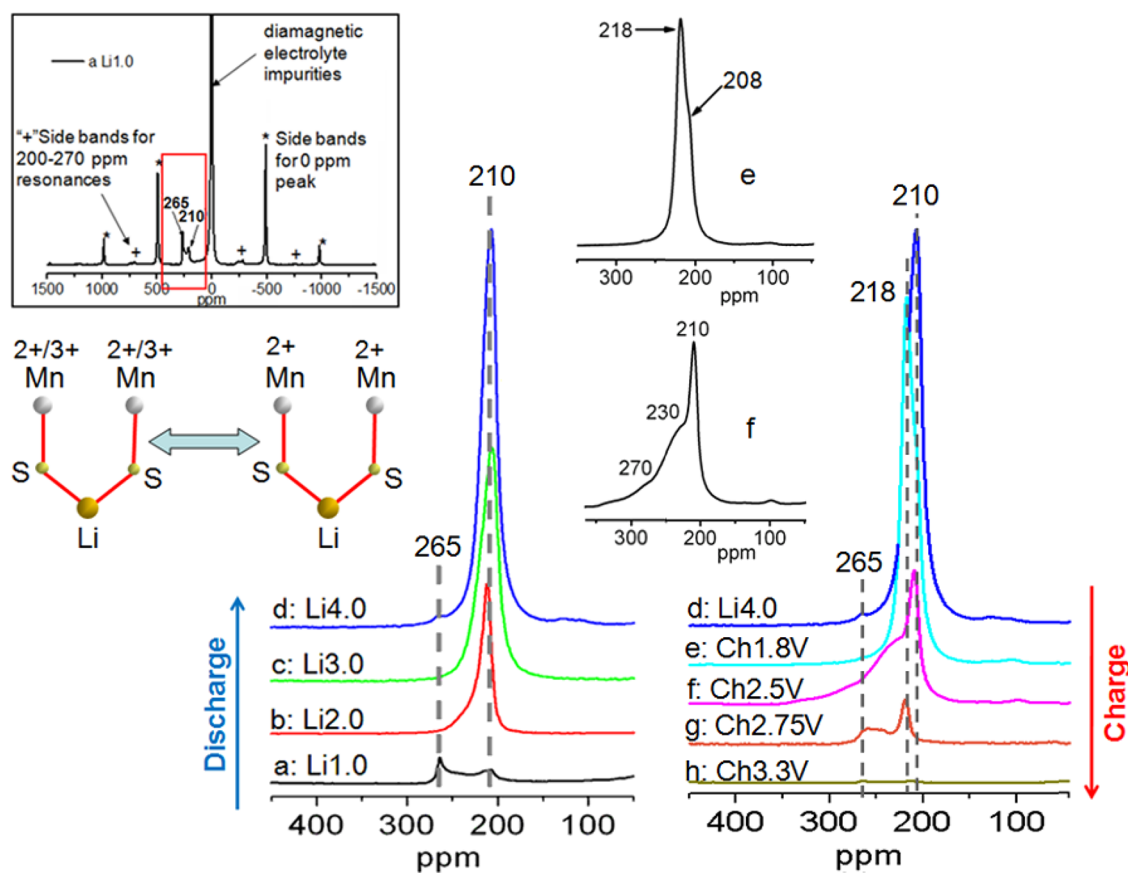 diamagnetic
electrolyte
impurities
a Li1.0
"+"Side bands for
200-270 ppm
resonances
* Side bands
for 0 ppm
peak
*
265
210
*
+
+
+
*
1500 1000 500 0 -500 -1000 -1500
ppm
2+/3+ 2+/3+
Mn Mn
S S
Li
2+ 2+
Mn Mn
S S
Li
Discharge
210
265
d: Li4.0
c: Li3.0
b: Li2.0
a: Li1.0
400 300 200 100
ppm
218
208
e
300 200 100
ppm
210
230
270
f
300 200 100
ppm
210
218
265
d: Li4.0
e: Ch1.8V
f: Ch2.5V
g: Ch2.75V
h: Ch3.3V
400 300 200 100
ppm
Charge